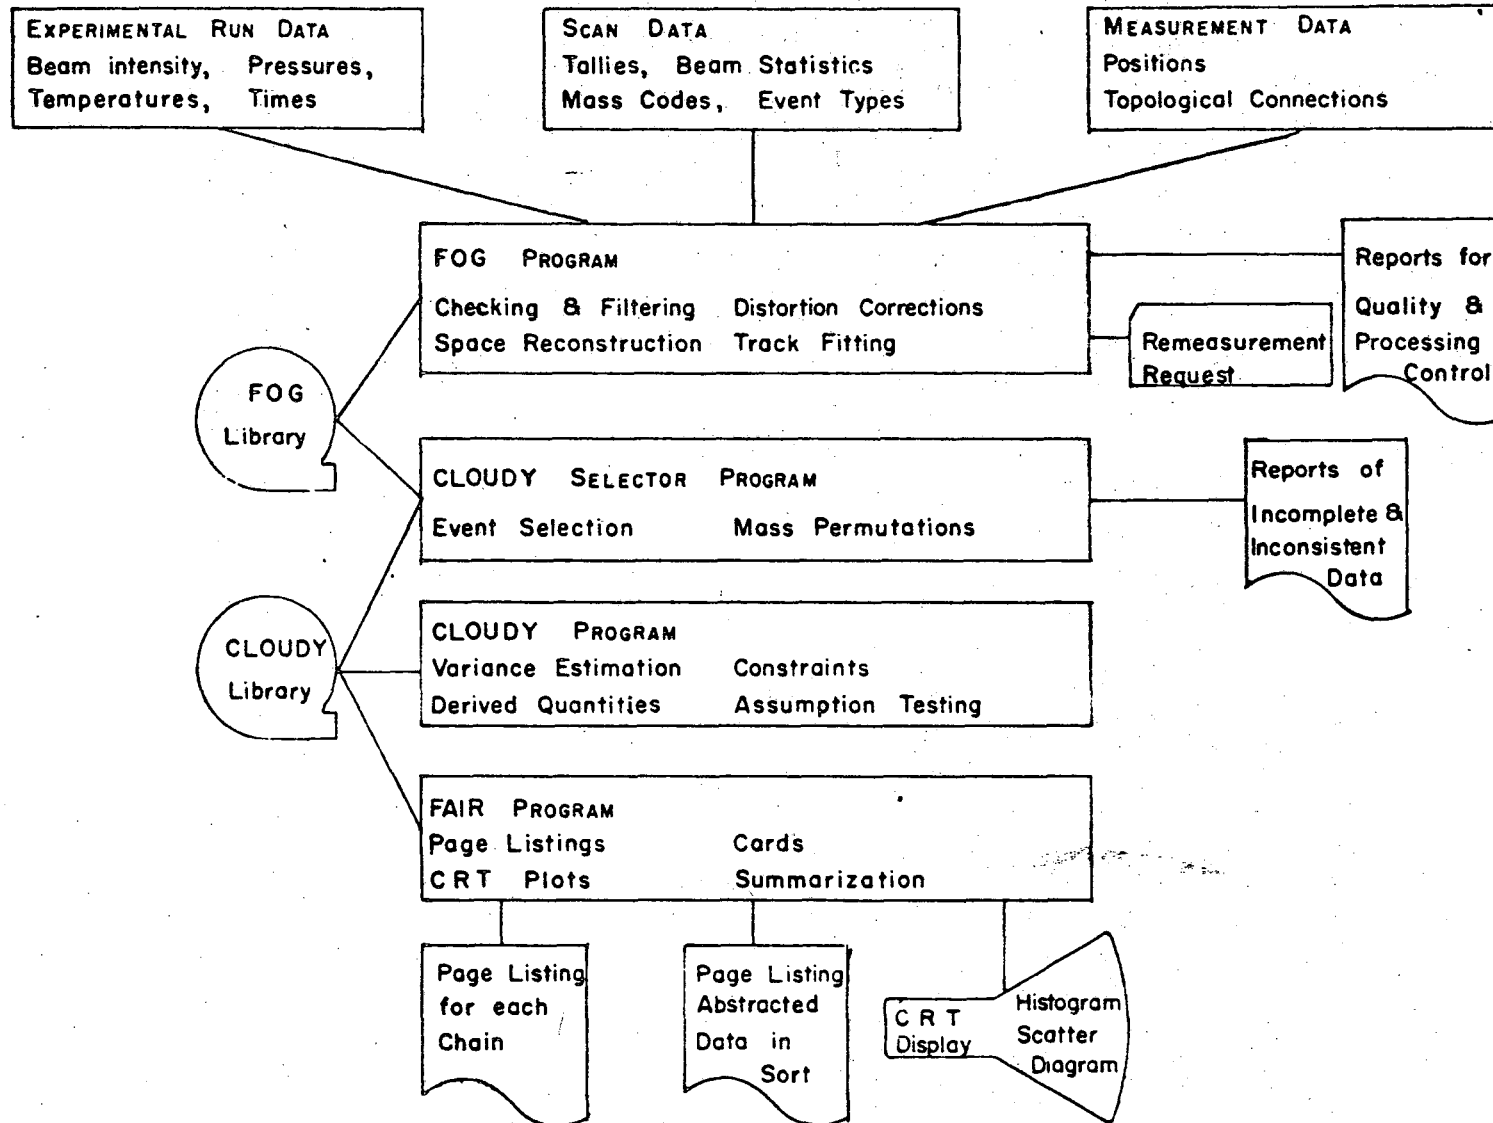 EXPERIMENTAL RUN DATA
Beam intensity, Pressures,
Temperatures, Times
SCAN DATA
Tallies, Beam Statistics
Mass Codes, Event Types
MEASUREMENT DATA
Positions
Topological Connections
FOG PROGRAM
Checking & Filtering Distortion Corrections
Space Reconstruction Track Fitting
Reports for
Quality &
Processing
Control
Remeasurement
Request
FOG
Library
CLOUDY SELECTOR PROGRAM
Event Selection Mass Permutations
Reports of
Incomplete &
Inconsistent
Data
CLOUDY
Library
CLOUDY PROGRAM
Variance Estimation Constraints
Derived Quantities Assumption Testing
FAIR PROGRAM
Page Listings Cards
CRT Plots Summarization
Page Listing
for each
Chain
Page Listing
Abstracted
Data in
Sort
CRT
Display
Histogram
Scatter
Diagram